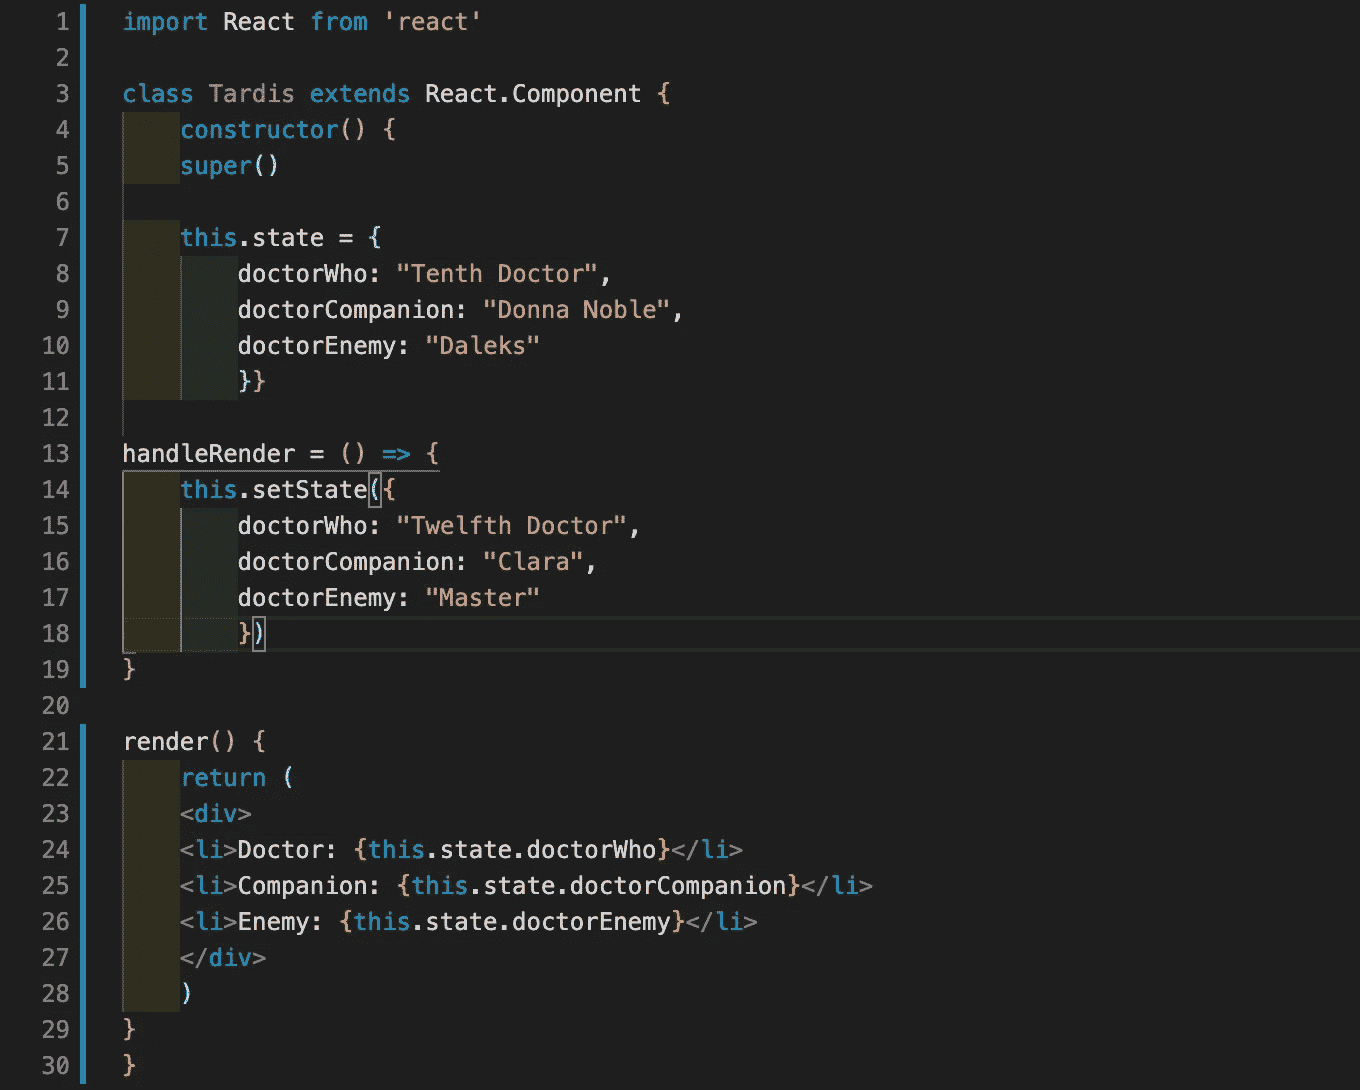 1 import React from 'react'
2
3 class Tardis extends React.Component {
4 constructor() {
5 super()
6
7 this.state = {
8 doctorWho: "Tenth Doctor",
9 doctorCompanion: "Donna Noble",
10 doctorEnemy: "Daleks"
11 }}
12
13 handleRender = () => {
14 this.setState({
15 doctorWho: "Twelfth Doctor",
16 doctorCompanion: "Clara",
17 doctorEnemy: "Master"
18 })
19 }
20
21 render() {
22 return (
23 <div>
24 <li>Doctor: {this.state.doctorWho}</li>
25 <li>Companion: {this.state.doctorCompanion}</li>
26 <li>Enemy: {this.state.doctorEnemy}</li>
27 </div>
28 )
29 }
30 }